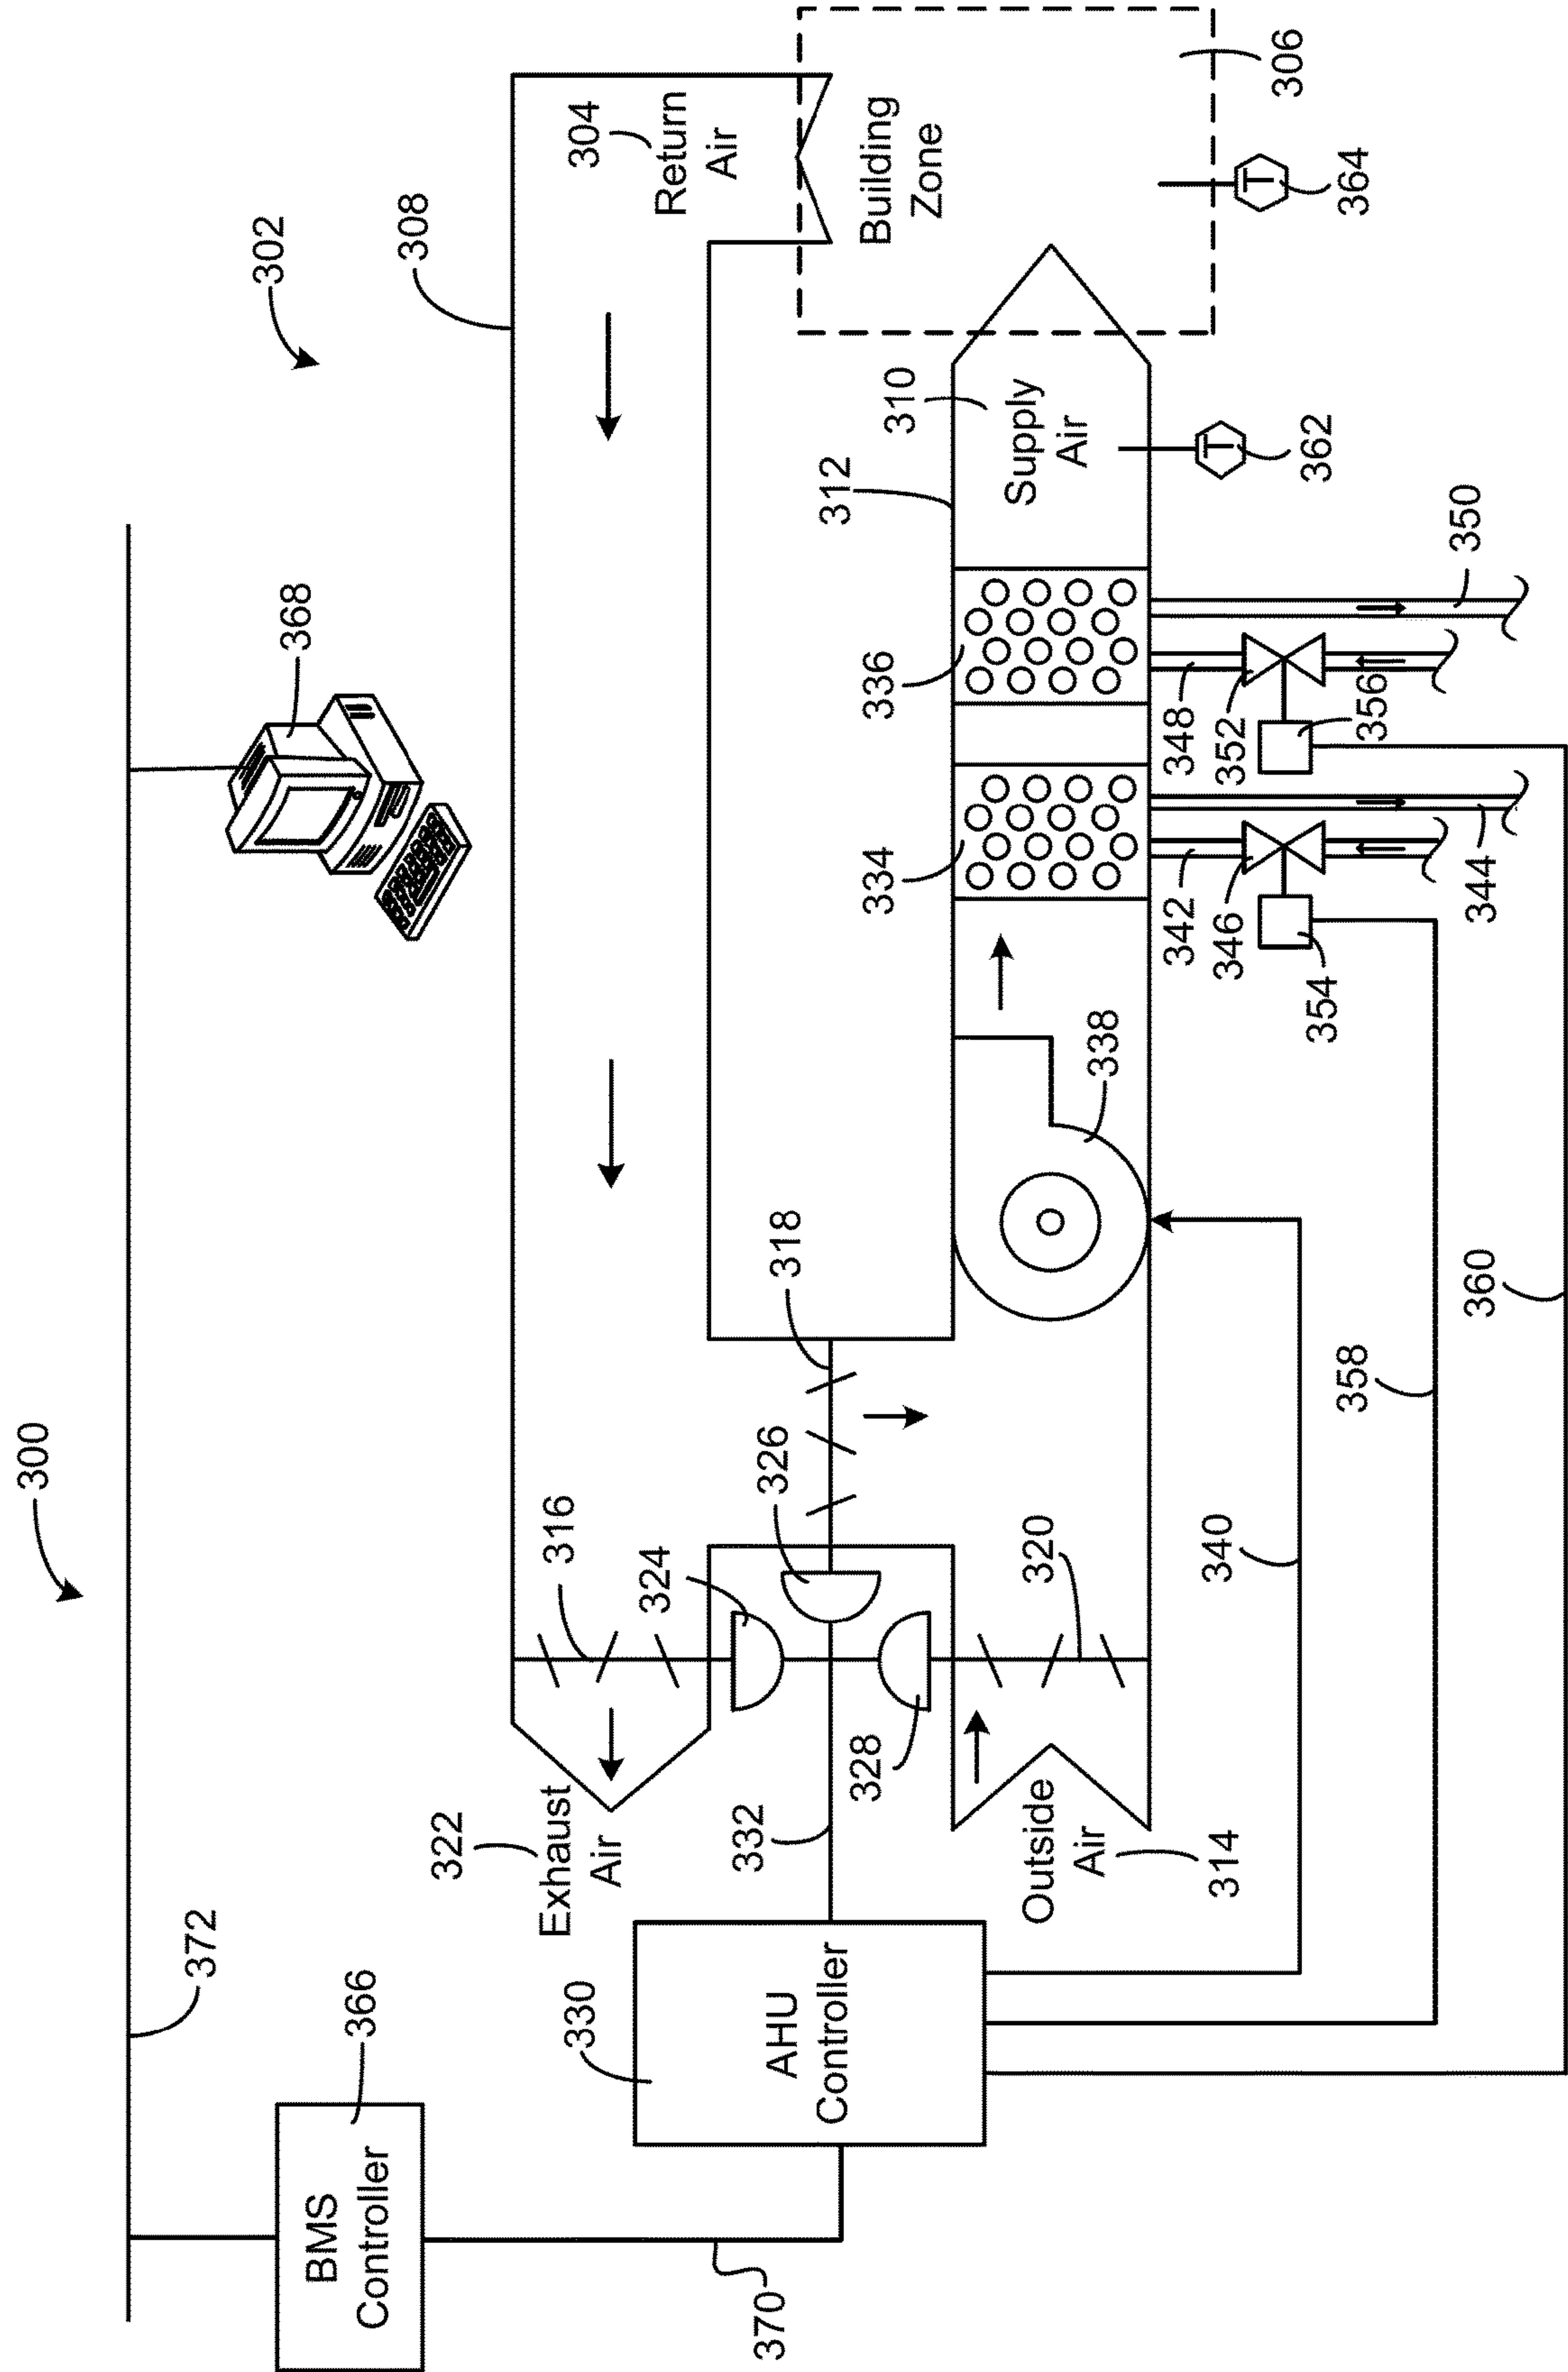 300
372
BMS
Controller
366
368
302
370
308
304
Return
Air
322
Exhaust
Air
316
324
326
318
330
AHU
Controller
332
328
Outside
Air
314
320
312
310
Supply
Air
Building
Zone
306
338
334
336
342
346
354
348
352
356
344
350
T
362
T
364
340
358
360